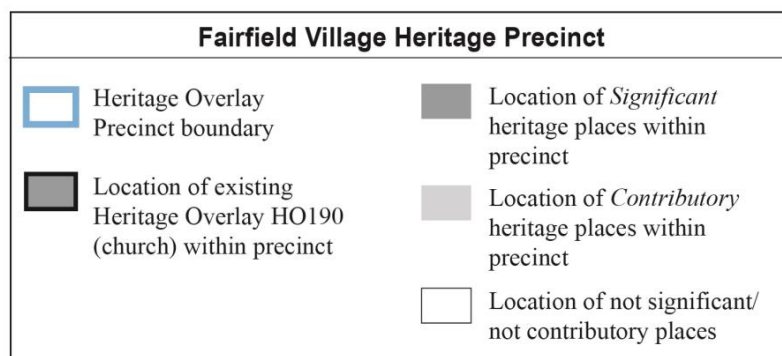 Fairfield Village Heritage Precinct
Heritage Overlay
Precinct boundary
Location of existing
Heritage Overlay HO190
(church) within precinct
Location of Significant
heritage places within
precinct
Location of Contributory
heritage places within
precinct
Location of not significant/
not contributory places